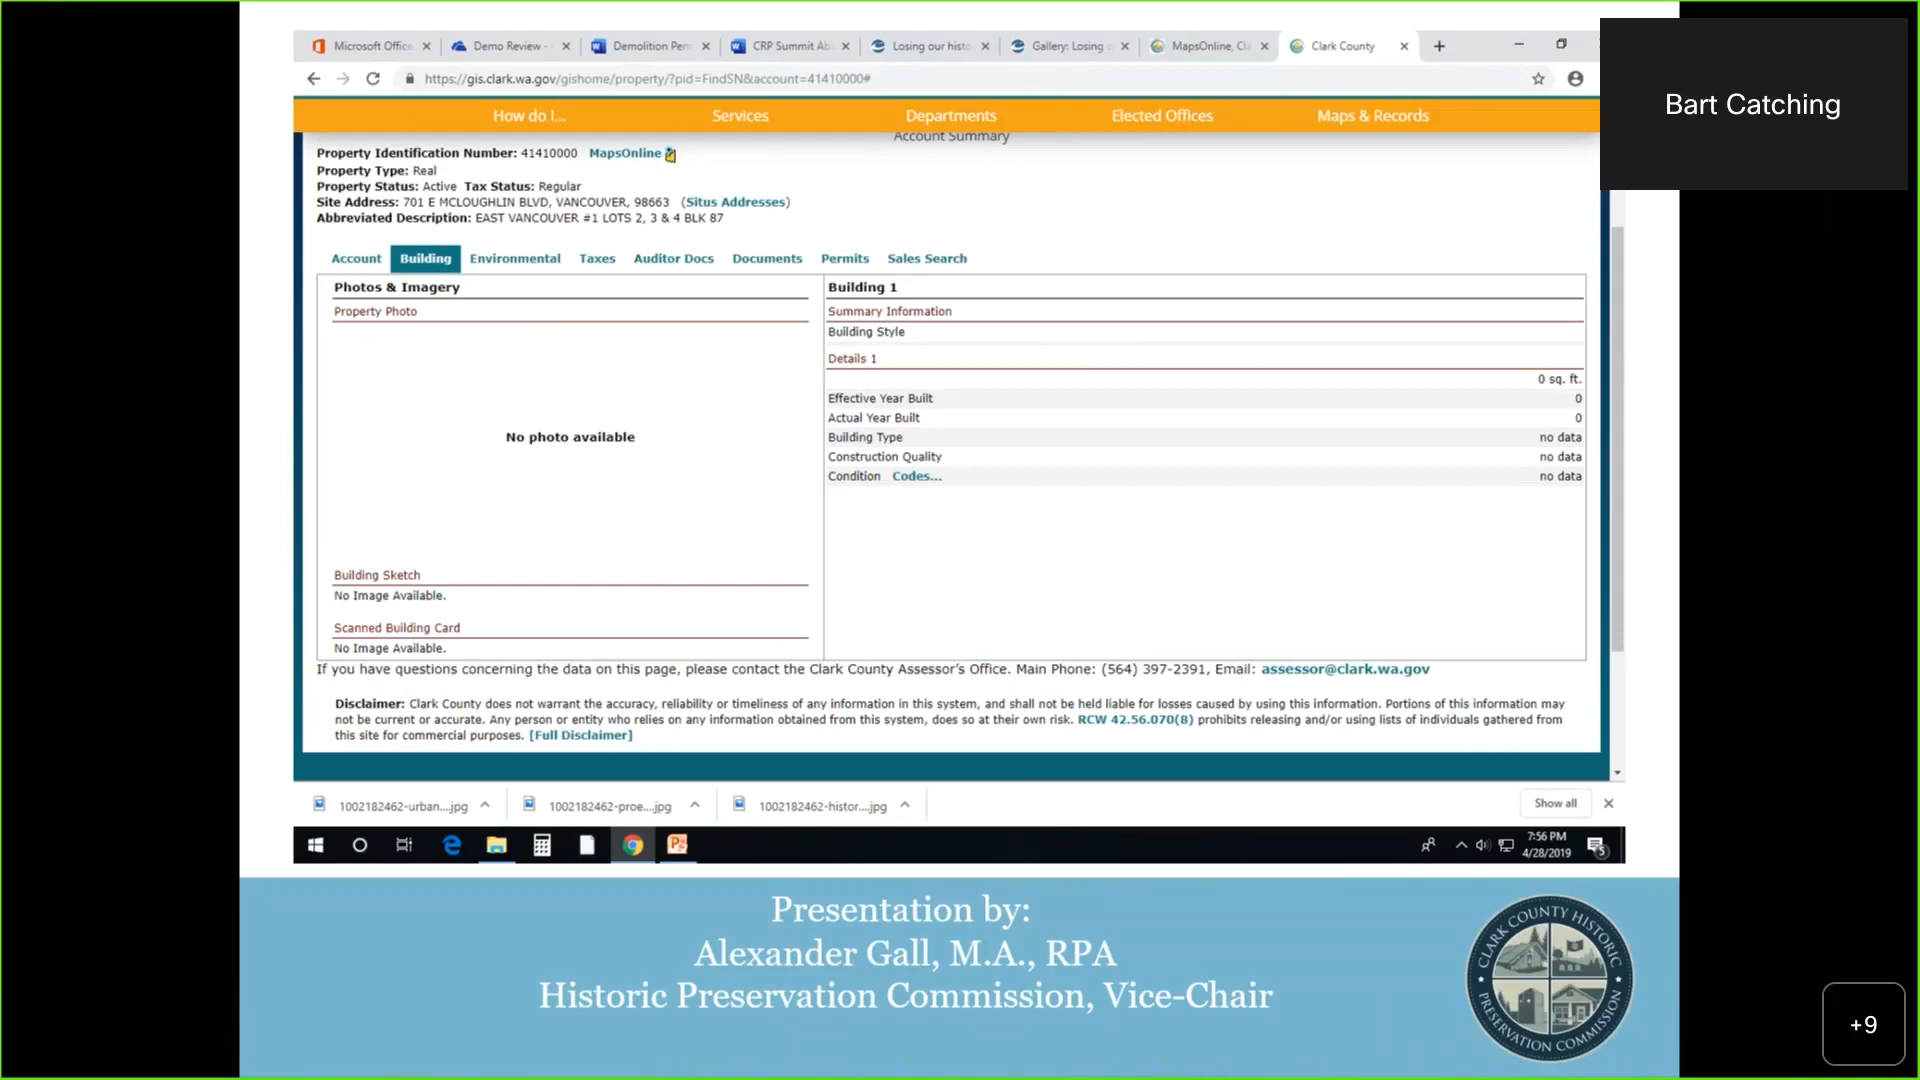 Microsoft Office
Demo Review -
Demolition Perm
CRP Summit Ab
Losing our histo
Gallery: Losing o
MapsOnline, Cl
Clark County
https://gis.clark.wa.gov/gishome/property/?pid=FindSN&account=41410000#
Bart Catching
How do I... Services Departments Elected Offices Maps & Records
Account Summary
Property Identification Number: 41410000 MapsOnline
Property Type: Real
Property Status: Active Tax Status: Regular
Site Address: 701 E MCLOUGHLIN BLVD, VANCOUVER, 98663 (Situs Addresses)
Abbreviated Description: EAST VANCOUVER #1 LOTS 2, 3 & 4 BLK 87
Account Building Environmental Taxes Auditor Docs Documents Permits Sales Search
Photos & Imagery
Property Photo
No photo available
Building Sketch
No Image Available.
Scanned Building Card
No Image Available.
Building 1
Summary Information
Building Style
Details 1
0 sq. ft.
Effective Year Built 0
Actual Year Built 0
Building Type no data
Construction Quality no data
Condition Codes... no data
If you have questions concerning the data on this page, please contact the Clark County Assessor's Office. Main Phone: (564) 397-2391, Email: assessor@clark.wa.gov
Disclaimer: Clark County does not warrant the accuracy, reliability or timeliness of any information in this system, and shall not be held liable for losses caused by using this information. Portions of this information may
not be current or accurate. Any person or entity who relies on any information obtained from this system, does so at their own risk. RCW 42.56.070(8) prohibits releasing and/or using lists of individuals gathered from
this site for commercial purposes. [Full Disclaimer]
1002182462-urban....jpg
1002182462-proe....jpg
1002182462-histor....jpg
Show all
7:56 PM
4/28/2019
5
Presentation by:
Alexander Gall, M.A., RPA
Historic Preservation Commission, Vice-Chair
CLARK COUNTY HISTORIC
PRESERVATION COMMISSION
+9